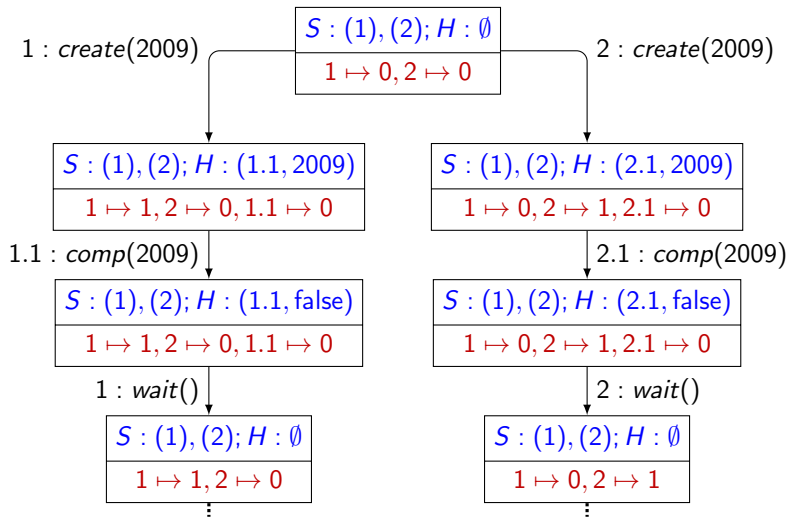 S : (1), (2); H : ∅
1 : create(2009)
2 : create(2009)
1 ↦ 0, 2 ↦ 0
S : (1), (2); H : (1.1, 2009)
S : (1), (2); H : (2.1, 2009)
1 ↦ 1, 2 ↦ 0, 1.1 ↦ 0
1 ↦ 0, 2 ↦ 1, 2.1 ↦ 0
1.1 : comp(2009)
2.1 : comp(2009)
S : (1), (2); H : (1.1, false)
S : (1), (2); H : (2.1, false)
1 ↦ 1, 2 ↦ 0, 1.1 ↦ 0
1 ↦ 0, 2 ↦ 1, 2.1 ↦ 0
1 : wait()
2 : wait()
S : (1), (2); H : ∅
S : (1), (2); H : ∅
1 ↦ 1, 2 ↦ 0
1 ↦ 0, 2 ↦ 1